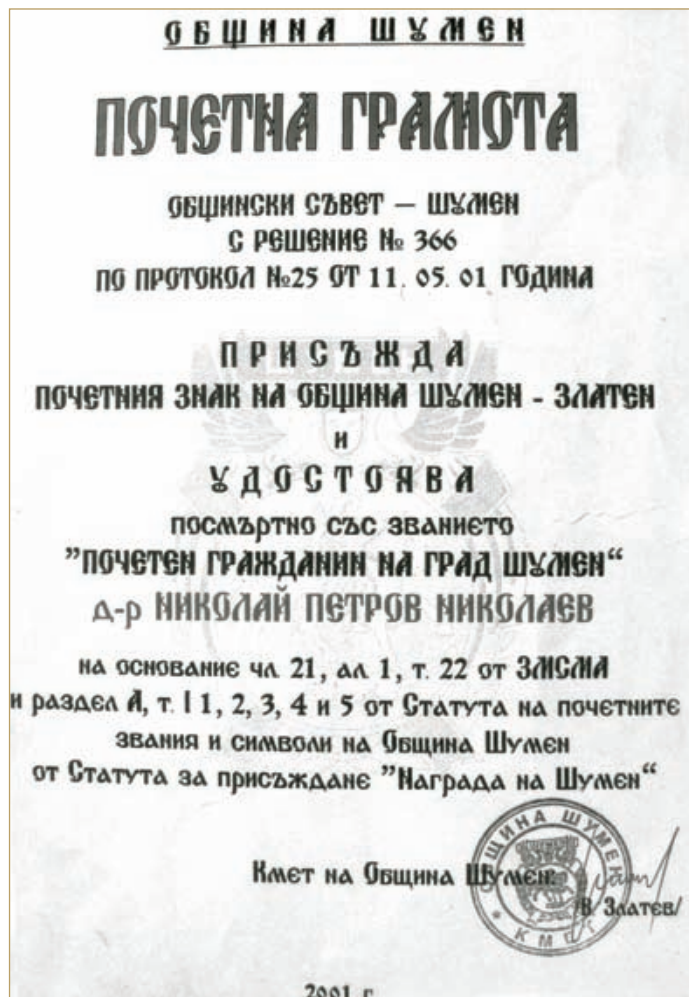 ОБЩИНА ШУМЕН
ПОЧЕТНА ГРАМОТА
ОБЩИНСКИ СЪВЕТ – ШУМЕН
С РЕШЕНИЕ № 366
ПО ПРОТОКОЛ №25 ОТ 11. 05. 01 ГОДИНА
ПРИСЪЖДА
ПОЧЕТНИЯ ЗНАК НА ОБЩИНА ШУМЕН - ЗЛАТЕН
и
УДОСТОЯВА
посмъртно със званието
”ПОЧЕТЕН ГРАЖДАНИН НА ГРАД ШУМЕН“
д-р НИКОЛАЙ ПЕТРОВ НИКОЛАЕВ
на основание чл. 21, ал 1, т. 22 от ЗМСМА
и раздел А, т. I 1, 2, 3, 4 и 5 от Статута на почетните
звания и символи на Община Шумен
от Статута за присъждане ”Награда на Шумен“
Кмет на Община Шумен:
/В. Златев/
ОБЩИНА ШУМЕН * КМЕТ *
2001 г.